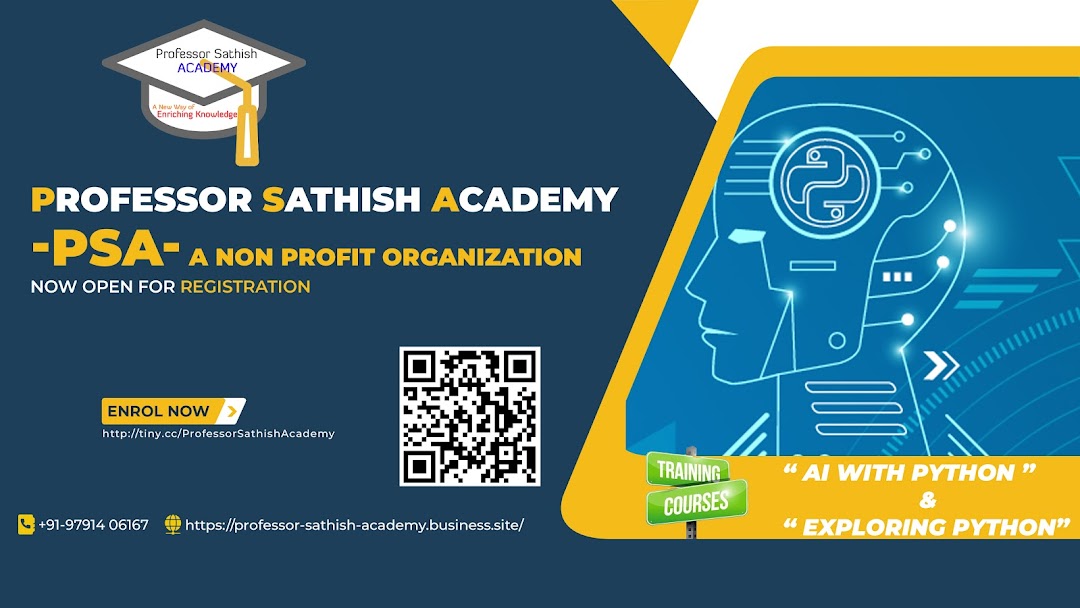 Professor Sathish
ACADEMY
A New Way of
Enriching Knowledge
PROFESSOR SATHISH ACADEMY
-PSA- A NON PROFIT ORGANIZATION
NOW OPEN FOR REGISTRATION
ENROL NOW
http://tiny.cc/ProfessorSathishAcademy
+91-97914 06167 https://professor-sathish-academy.business.site/
TRAINING
COURSES
“ AI WITH PYTHON ”
&
“ EXPLORING PYTHON”